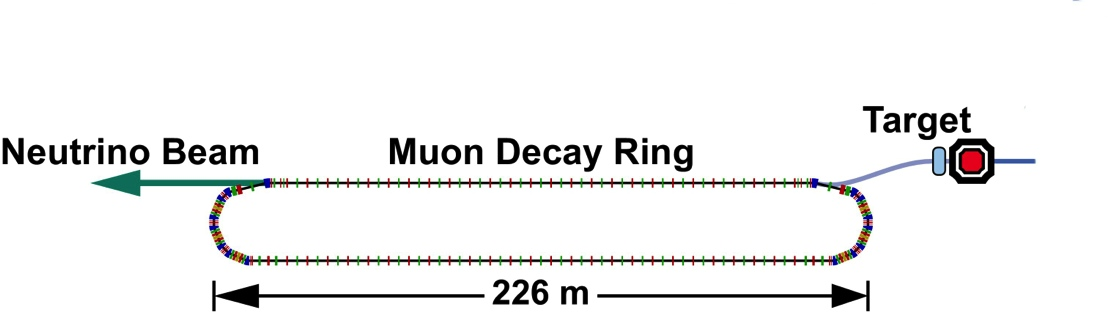 Target
Neutrino Beam
Muon Decay Ring
226 m